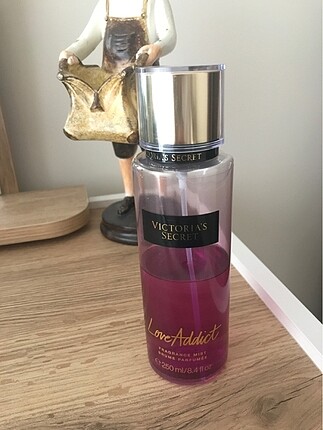 VICTORIA'S
SECRET
Love Addict
FRAGRANCE MIST
BRUME PARFUMÉE
250 ml/8.4 fl oz